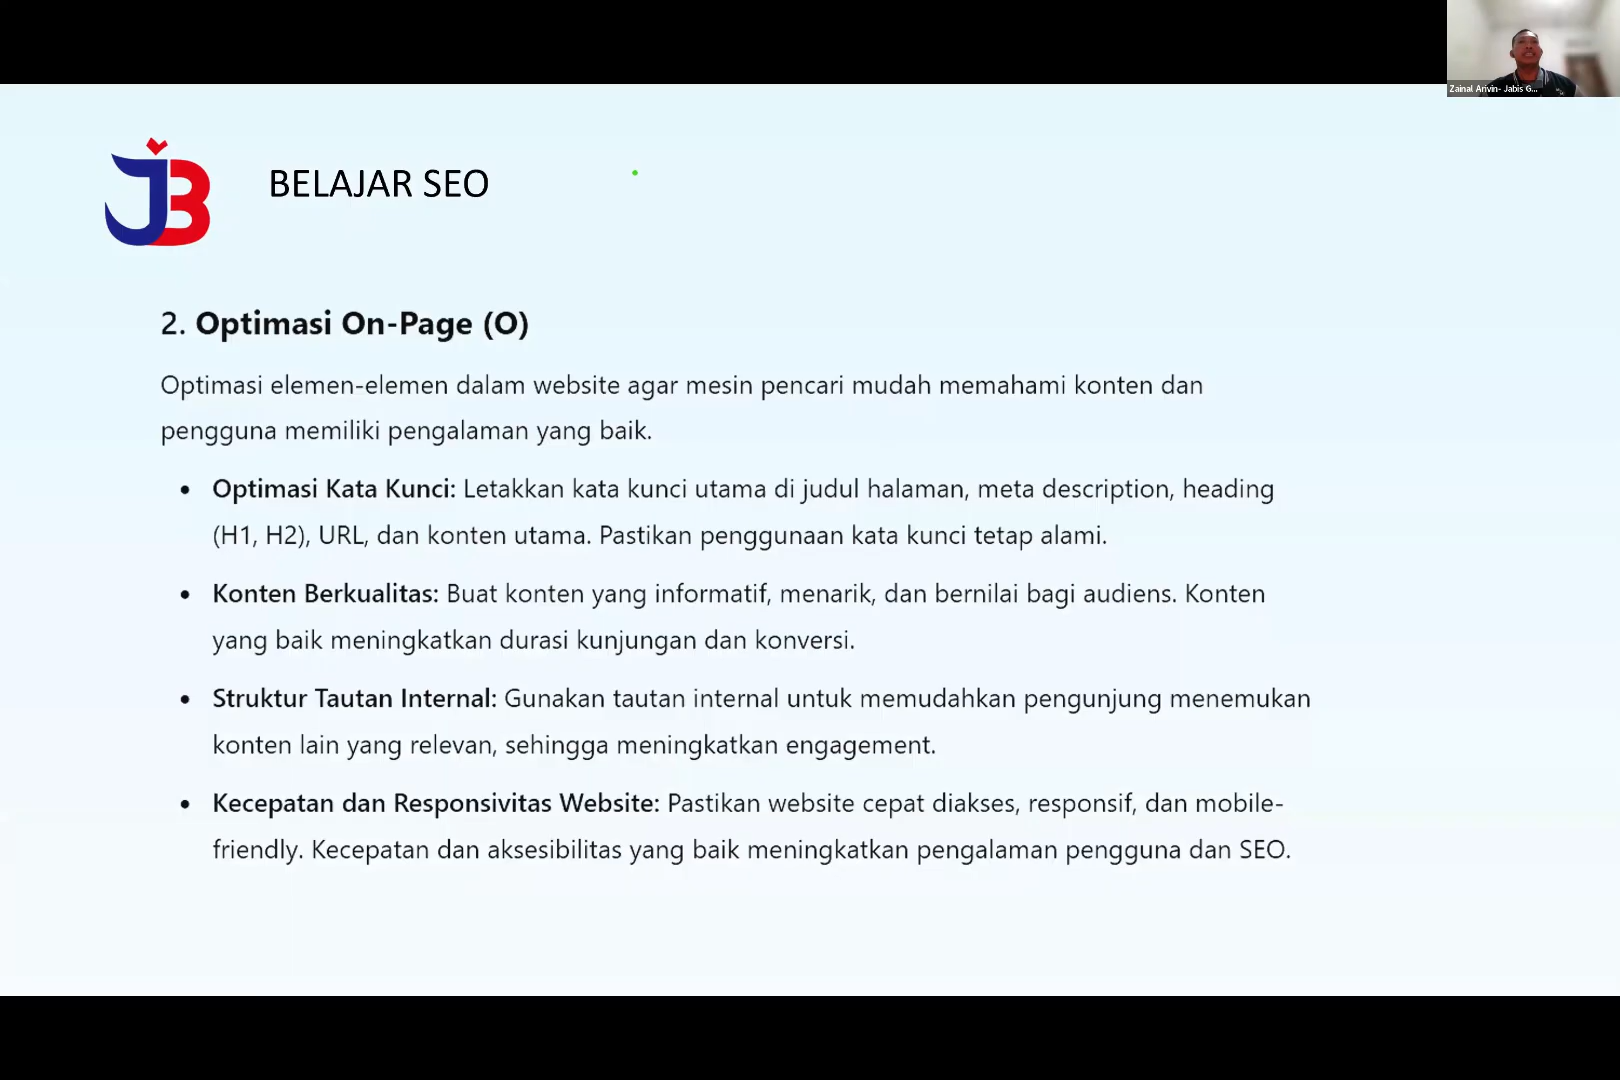 Zainal Arivin- Jabis G...
JB
BELAJAR SEO
2. Optimasi On-Page (O)
Optimasi elemen-elemen dalam website agar mesin pencari mudah memahami konten dan
pengguna memiliki pengalaman yang baik.
• Optimasi Kata Kunci: Letakkan kata kunci utama di judul halaman, meta description, heading
(H1, H2), URL, dan konten utama. Pastikan penggunaan kata kunci tetap alami.
• Konten Berkualitas: Buat konten yang informatif, menarik, dan bernilai bagi audiens. Konten
yang baik meningkatkan durasi kunjungan dan konversi.
• Struktur Tautan Internal: Gunakan tautan internal untuk memudahkan pengunjung menemukan
konten lain yang relevan, sehingga meningkatkan engagement.
• Kecepatan dan Responsivitas Website: Pastikan website cepat diakses, responsif, dan mobile-
friendly. Kecepatan dan aksesibilitas yang baik meningkatkan pengalaman pengguna dan SEO.